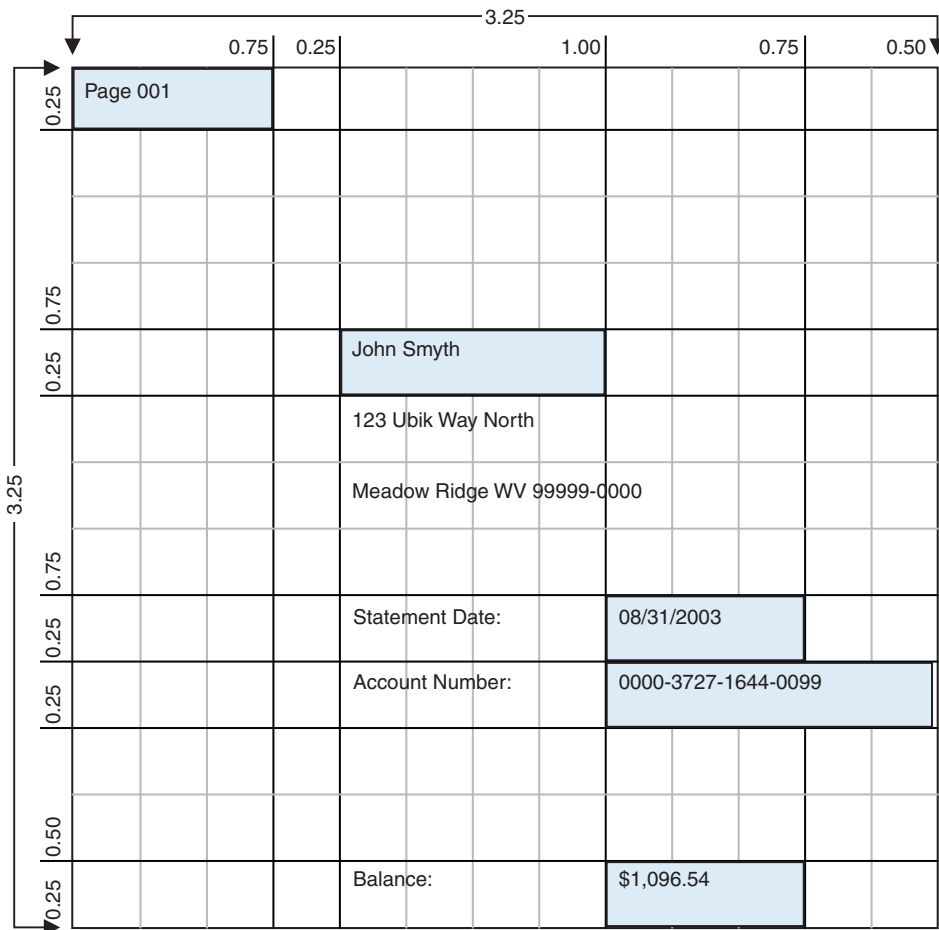 3.25
0.75 0.25 1.00 0.75 0.50
0.25
Page 001
0.75
0.25
John Smyth
123 Ubik Way North
3.25
Meadow Ridge WV 99999-0000
0.75
0.25
Statement Date: 08/31/2003
0.25
Account Number: 0000-3727-1644-0099
0.50
0.25
Balance: $1,096.54